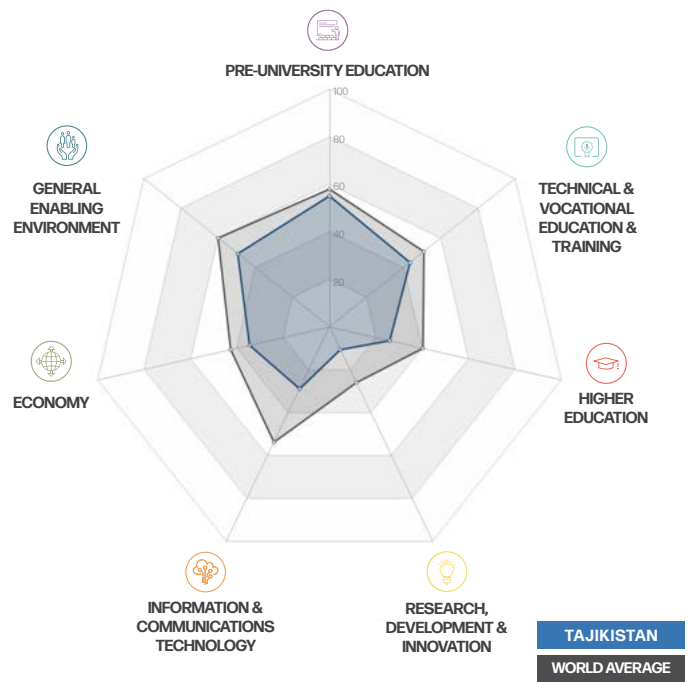 PRE-UNIVERSITY EDUCATION
100
80
60
40
20
TECHNICAL &
VOCATIONAL
EDUCATION &
TRAINING
HIGHER
EDUCATION
RESEARCH,
DEVELOPMENT &
INNOVATION
INFORMATION &
COMMUNICATIONS
TECHNOLOGY
ECONOMY
GENERAL
ENABLING
ENVIRONMENT
TAJIKISTAN
WORLD AVERAGE